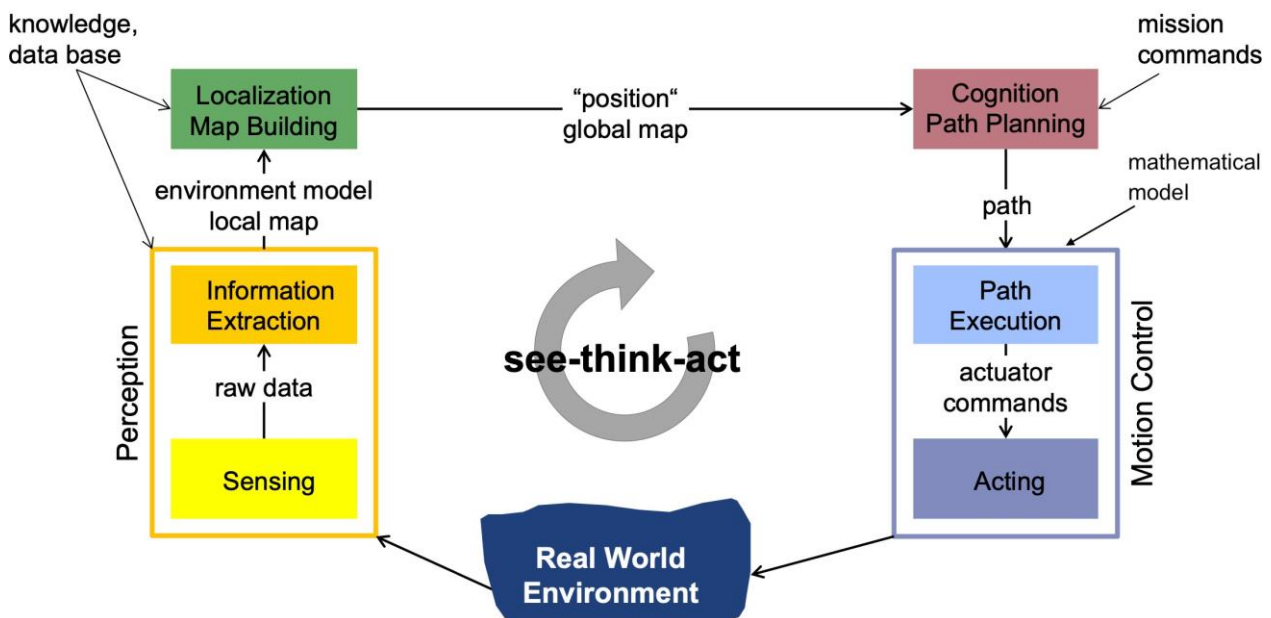 knowledge,
data base
mission
commands
Localization
Map Building
“position“
global map
Cognition
Path Planning
environment model
local map
path
mathematical
model
Perception
Information
Extraction
raw data
Sensing
see-think-act
Path
Execution
actuator
commands
Acting
Motion Control
Real World
Environment